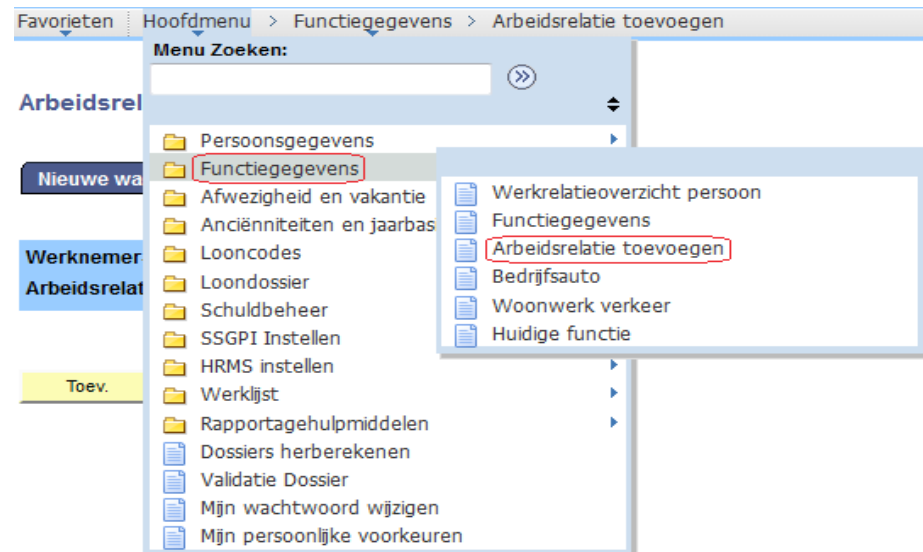 Favorieten Hoofdmenu > Functiegegevens > Arbeidsrelatie toevoegen
Menu Zoeken:
Arbeidsrel
Persoonsgegevens
Functiegegevens
Nieuwe wa
Afwezigheid en vakantie
Anciënniteiten en jaarbas
Looncodes
Werknemer
Loondossier
Arbeidsrelat
Schuldbeheer
SSGPI Instellen
HRMS instellen
Toev.
Werklijst
Rapportagehulpmiddelen
Dossiers herberekenen
Validatie Dossier
Mijn wachtwoord wijzigen
Mijn persoonlijke voorkeuren
Werkrelatieoverzicht persoon
Functiegegevens
Arbeidsrelatie toevoegen
Bedrijfsauto
Woonwerk verkeer
Huidige functie